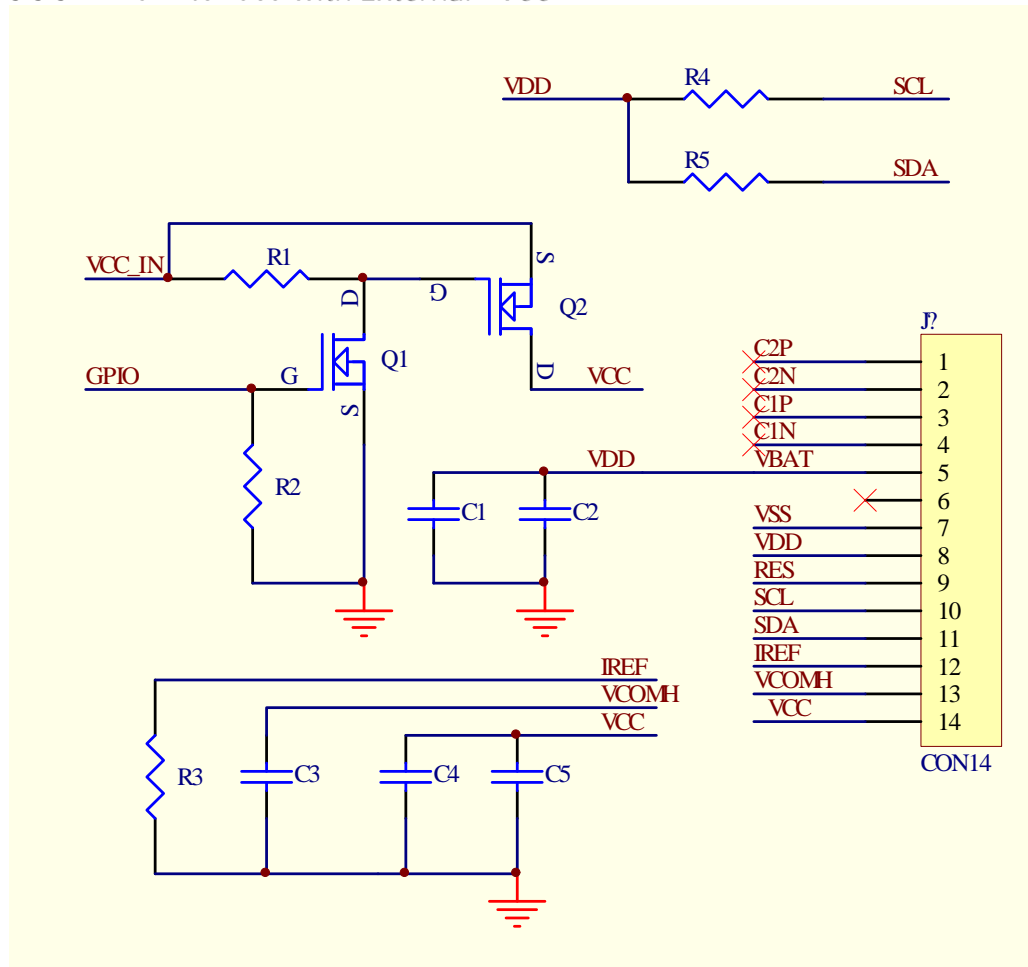 R4
VDD
SCL
R5
SDA
VCC_IN
R1
S
D
G
Q2
J?
Q1
C2P
1
GPIO
G
D
VCC
C2N
2
S
C1P
3
C1N
4
VDD
VBAT
5
R2
C1
C2
6
VSS
7
VDD
8
RES
9
SCL
10
SDA
11
IREF
IREF
12
VCOMH
VCOMH
13
VCC
VCC
14
R3
C3
C4
C5
CON14